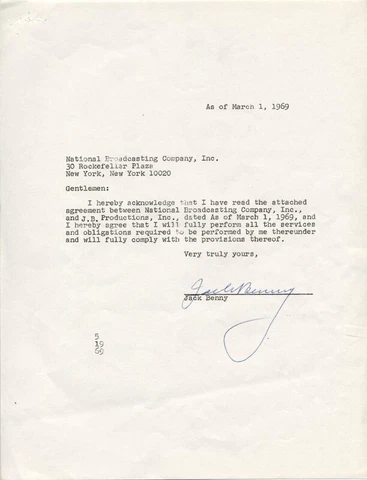 As of March 1, 1969
National Broadcasting Company, Inc.
30 Rockefeller Plaza
New York, New York 10020
Gentlemen:
I hereby acknowledge that I have read the attached
agreement between National Broadcasting Company, Inc.,
and J.B. Productions, Inc., dated As of March 1, 1969, and
I hereby agree that I will fully perform all the services
and obligations required to be performed by me thereunder
and will fully comply with the provisions thereof.
Very truly yours,
Jack Benny
Jack Benny
5
19
69